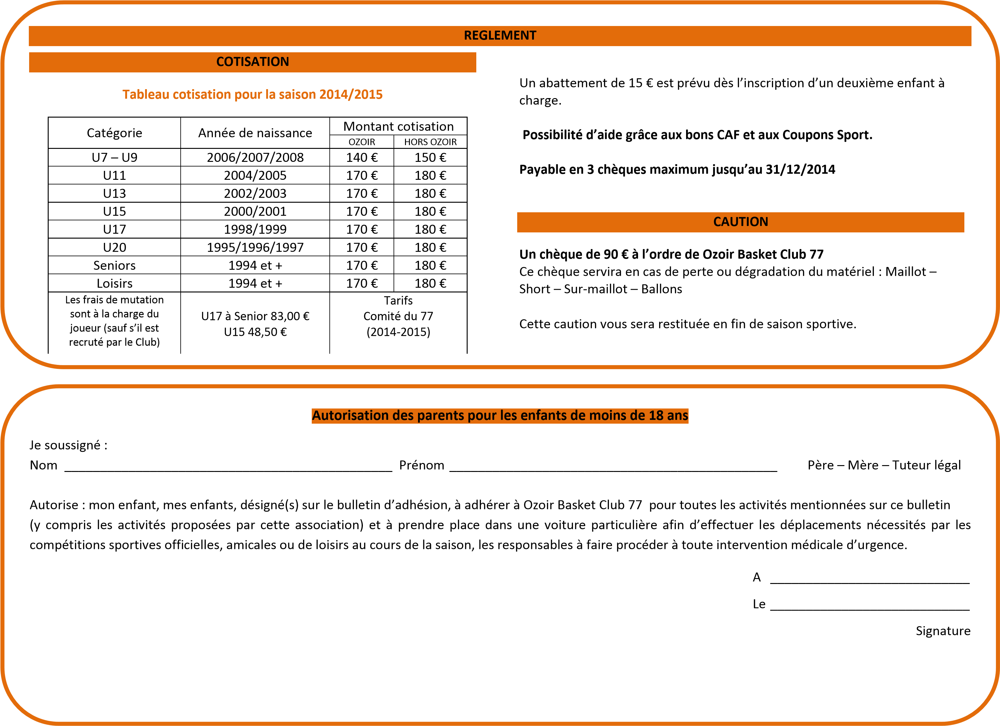 REGLEMENT
COTISATION
Tableau cotisation pour la saison 2014/2015
Catégorie Année de naissance Montant cotisation
OZOIR HORS OZOIR
U7 – U9 2006/2007/2008 140 € 150 €
U11 2004/2005 170 € 180 €
U13 2002/2003 170 € 180 €
U15 2000/2001 170 € 180 €
U17 1998/1999 170 € 180 €
U20 1995/1996/1997 170 € 180 €
Seniors 1994 et + 170 € 180 €
Loisirs 1994 et + 170 € 180 €
Les frais de mutation
sont à la charge du
joueur (sauf s’il est
recruté par le Club)
U17 à Senior 83,00 €
U15 48,50 €
Tarifs
Comité du 77
(2014-2015)
Un abattement de 15 € est prévu dès l’inscription d’un deuxième enfant à
charge.
Possibilité d’aide grâce aux bons CAF et aux Coupons Sport.
Payable en 3 chèques maximum jusqu’au 31/12/2014
CAUTION
Un chèque de 90 € à l’ordre de Ozoir Basket Club 77
Ce chèque servira en cas de perte ou dégradation du matériel : Maillot –
Short – Sur-maillot – Ballons
Cette caution vous sera restituée en fin de saison sportive.
Autorisation des parents pour les enfants de moins de 18 ans
Je soussigné :
Nom ______________ Prénom ______________ Père – Mère – Tuteur légal
Autorise : mon enfant, mes enfants, désigné(s) sur le bulletin d’adhésion, à adhérer à Ozoir Basket Club 77 pour toutes les activités mentionnées sur ce bulletin
(y compris les activités proposées par cette association) et à prendre place dans une voiture particulière afin d’effectuer les déplacements nécessités par les
compétitions sportives officielles, amicales ou de loisirs au cours de la saison, les responsables à faire procéder à toute intervention médicale d’urgence.
A ______________
Le ______________
Signature